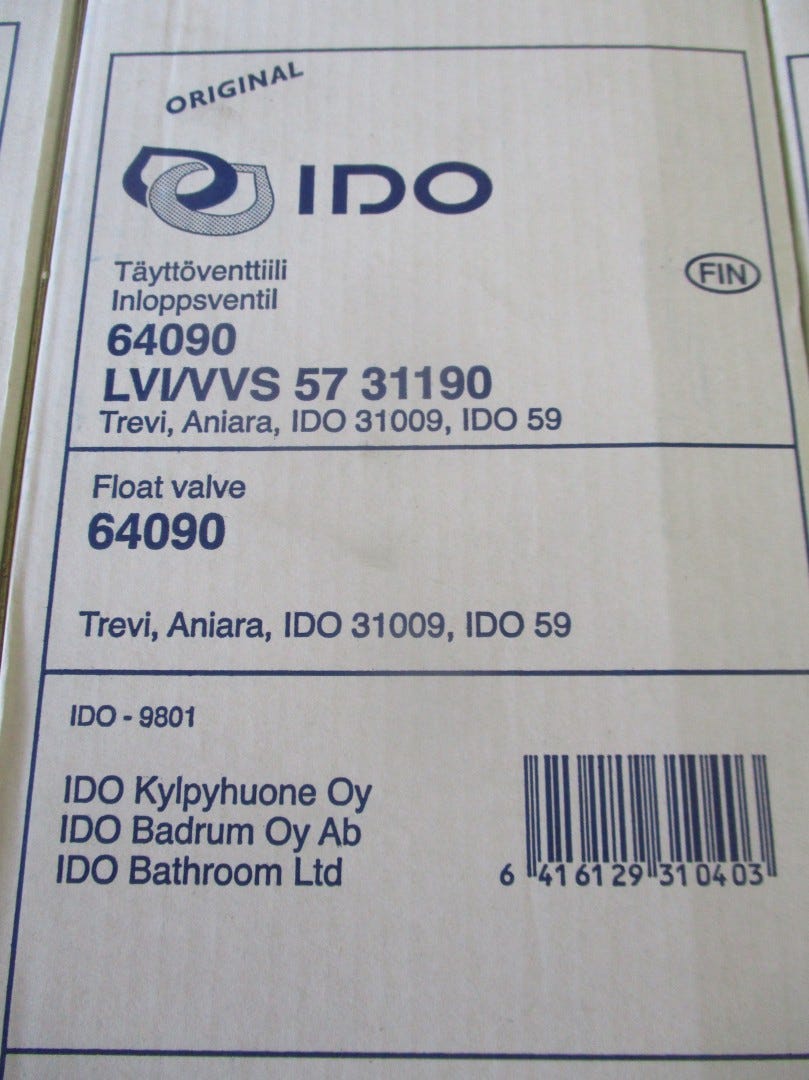 ORIGINAL
IDO
Täyttöventtiili
Inloppsventil
FIN
64090
LVI/VVS 57 31190
Trevi, Aniara, IDO 31009, IDO 59
Float valve
64090
Trevi, Aniara, IDO 31009, IDO 59
IDO - 9801
IDO Kylpyhuone Oy
IDO Badrum Oy Ab
IDO Bathroom Ltd
6 416129 310403